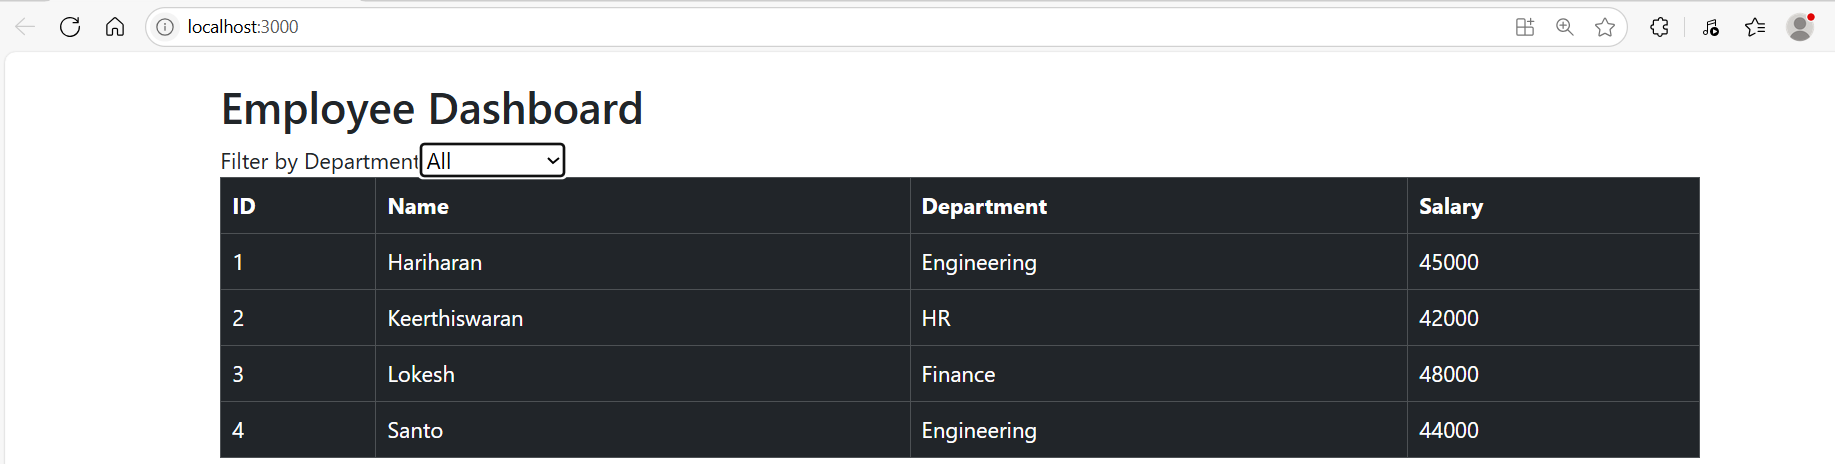 localhost:3000
Employee Dashboard
Filter by Department All
ID Name Department Salary
1 Hariharan Engineering 45000
2 Keerthiswaran HR 42000
3 Lokesh Finance 48000
4 Santo Engineering 44000